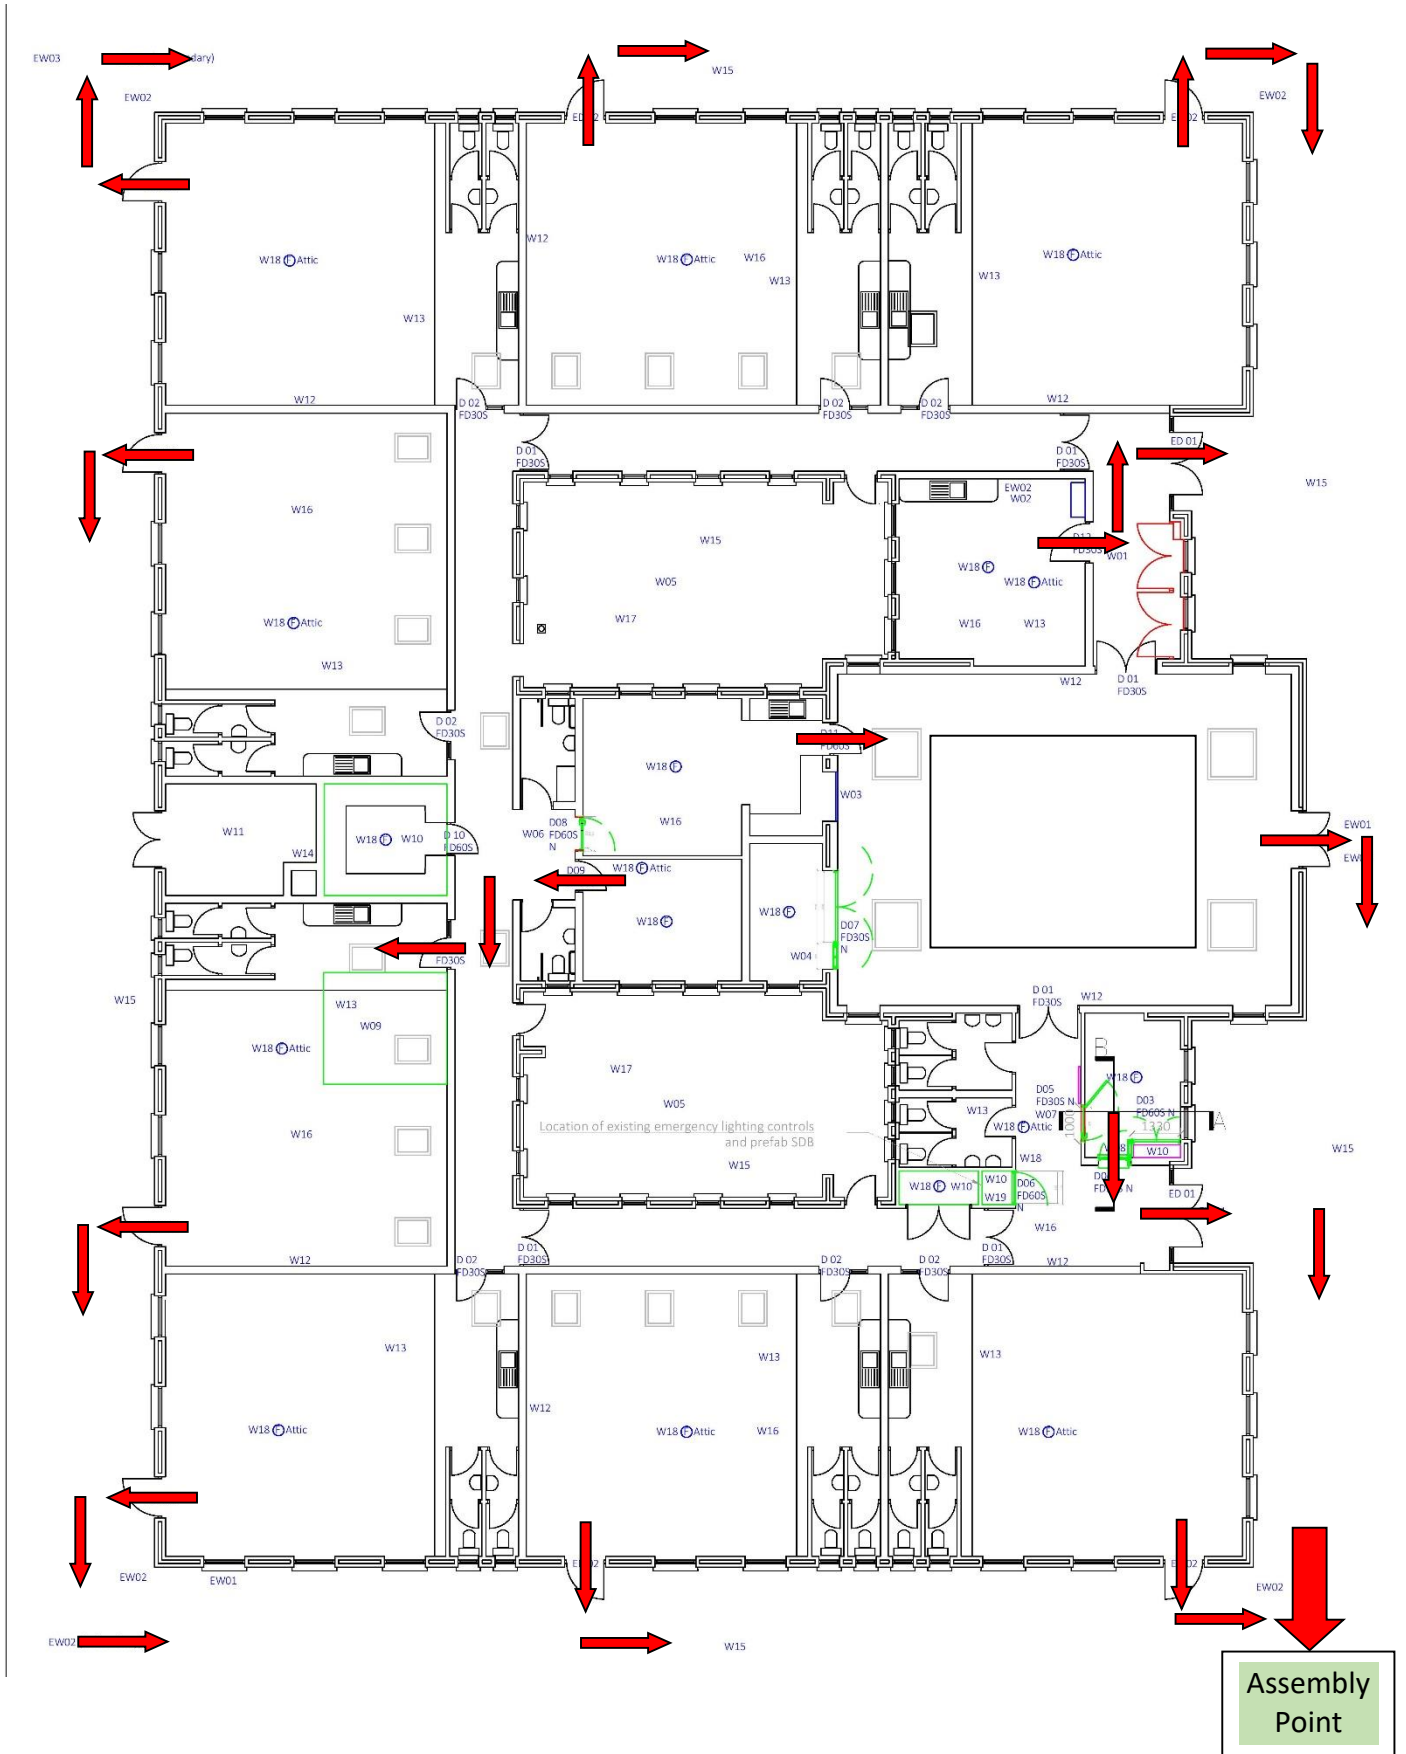 EW03
dary)
W15
EW02
EW02
ED 02
W12
W18 F Attic
W18 F Attic
W16
W13
W18 F Attic
W13
W13
W12
W12
D 02
FD30S
D 02
FD30S
D 02
FD30S
D 01
FD30S
D 01
FD30S
ED 01
W15
W16
EW02
W02
W15
W01
W18 F
W18 F Attic
W05
W17
W16
W13
W18 F Attic
W13
W12
D 01
FD30S
D 02
FD30S
D11
FD60S
W18 F
W03
W16
W11
W14
W18 F
W10
D 10
FD60S
W06
D08
FD60S
N
W18 F Attic
D09
EW01
W18 F
W18 F
D07
FD30S
N
W04
FD30S
W15
W13
W09
W18 F Attic
D 01
FD30S
W12
B
W18 F
W17
W05
D05
FD30S N
W07
D03
FD60S N
W13
W18 F Attic
1000
1330
A
Location of existing emergency lighting controls
and prefab SDB
W16
W15
W18
W10
W15
W18 F
W10
W10
W19
D06
FD60S
N
ED 01
W16
W12
D 02
FD30S
D 01
FD30S
D 02
FD30S
D 02
FD30S
D 01
FD30S
W12
W13
W13
W13
W12
W18 F Attic
W18 F Attic
W16
W18 F Attic
EW02
EW01
EW02
EW02
W15
Assembly
Point